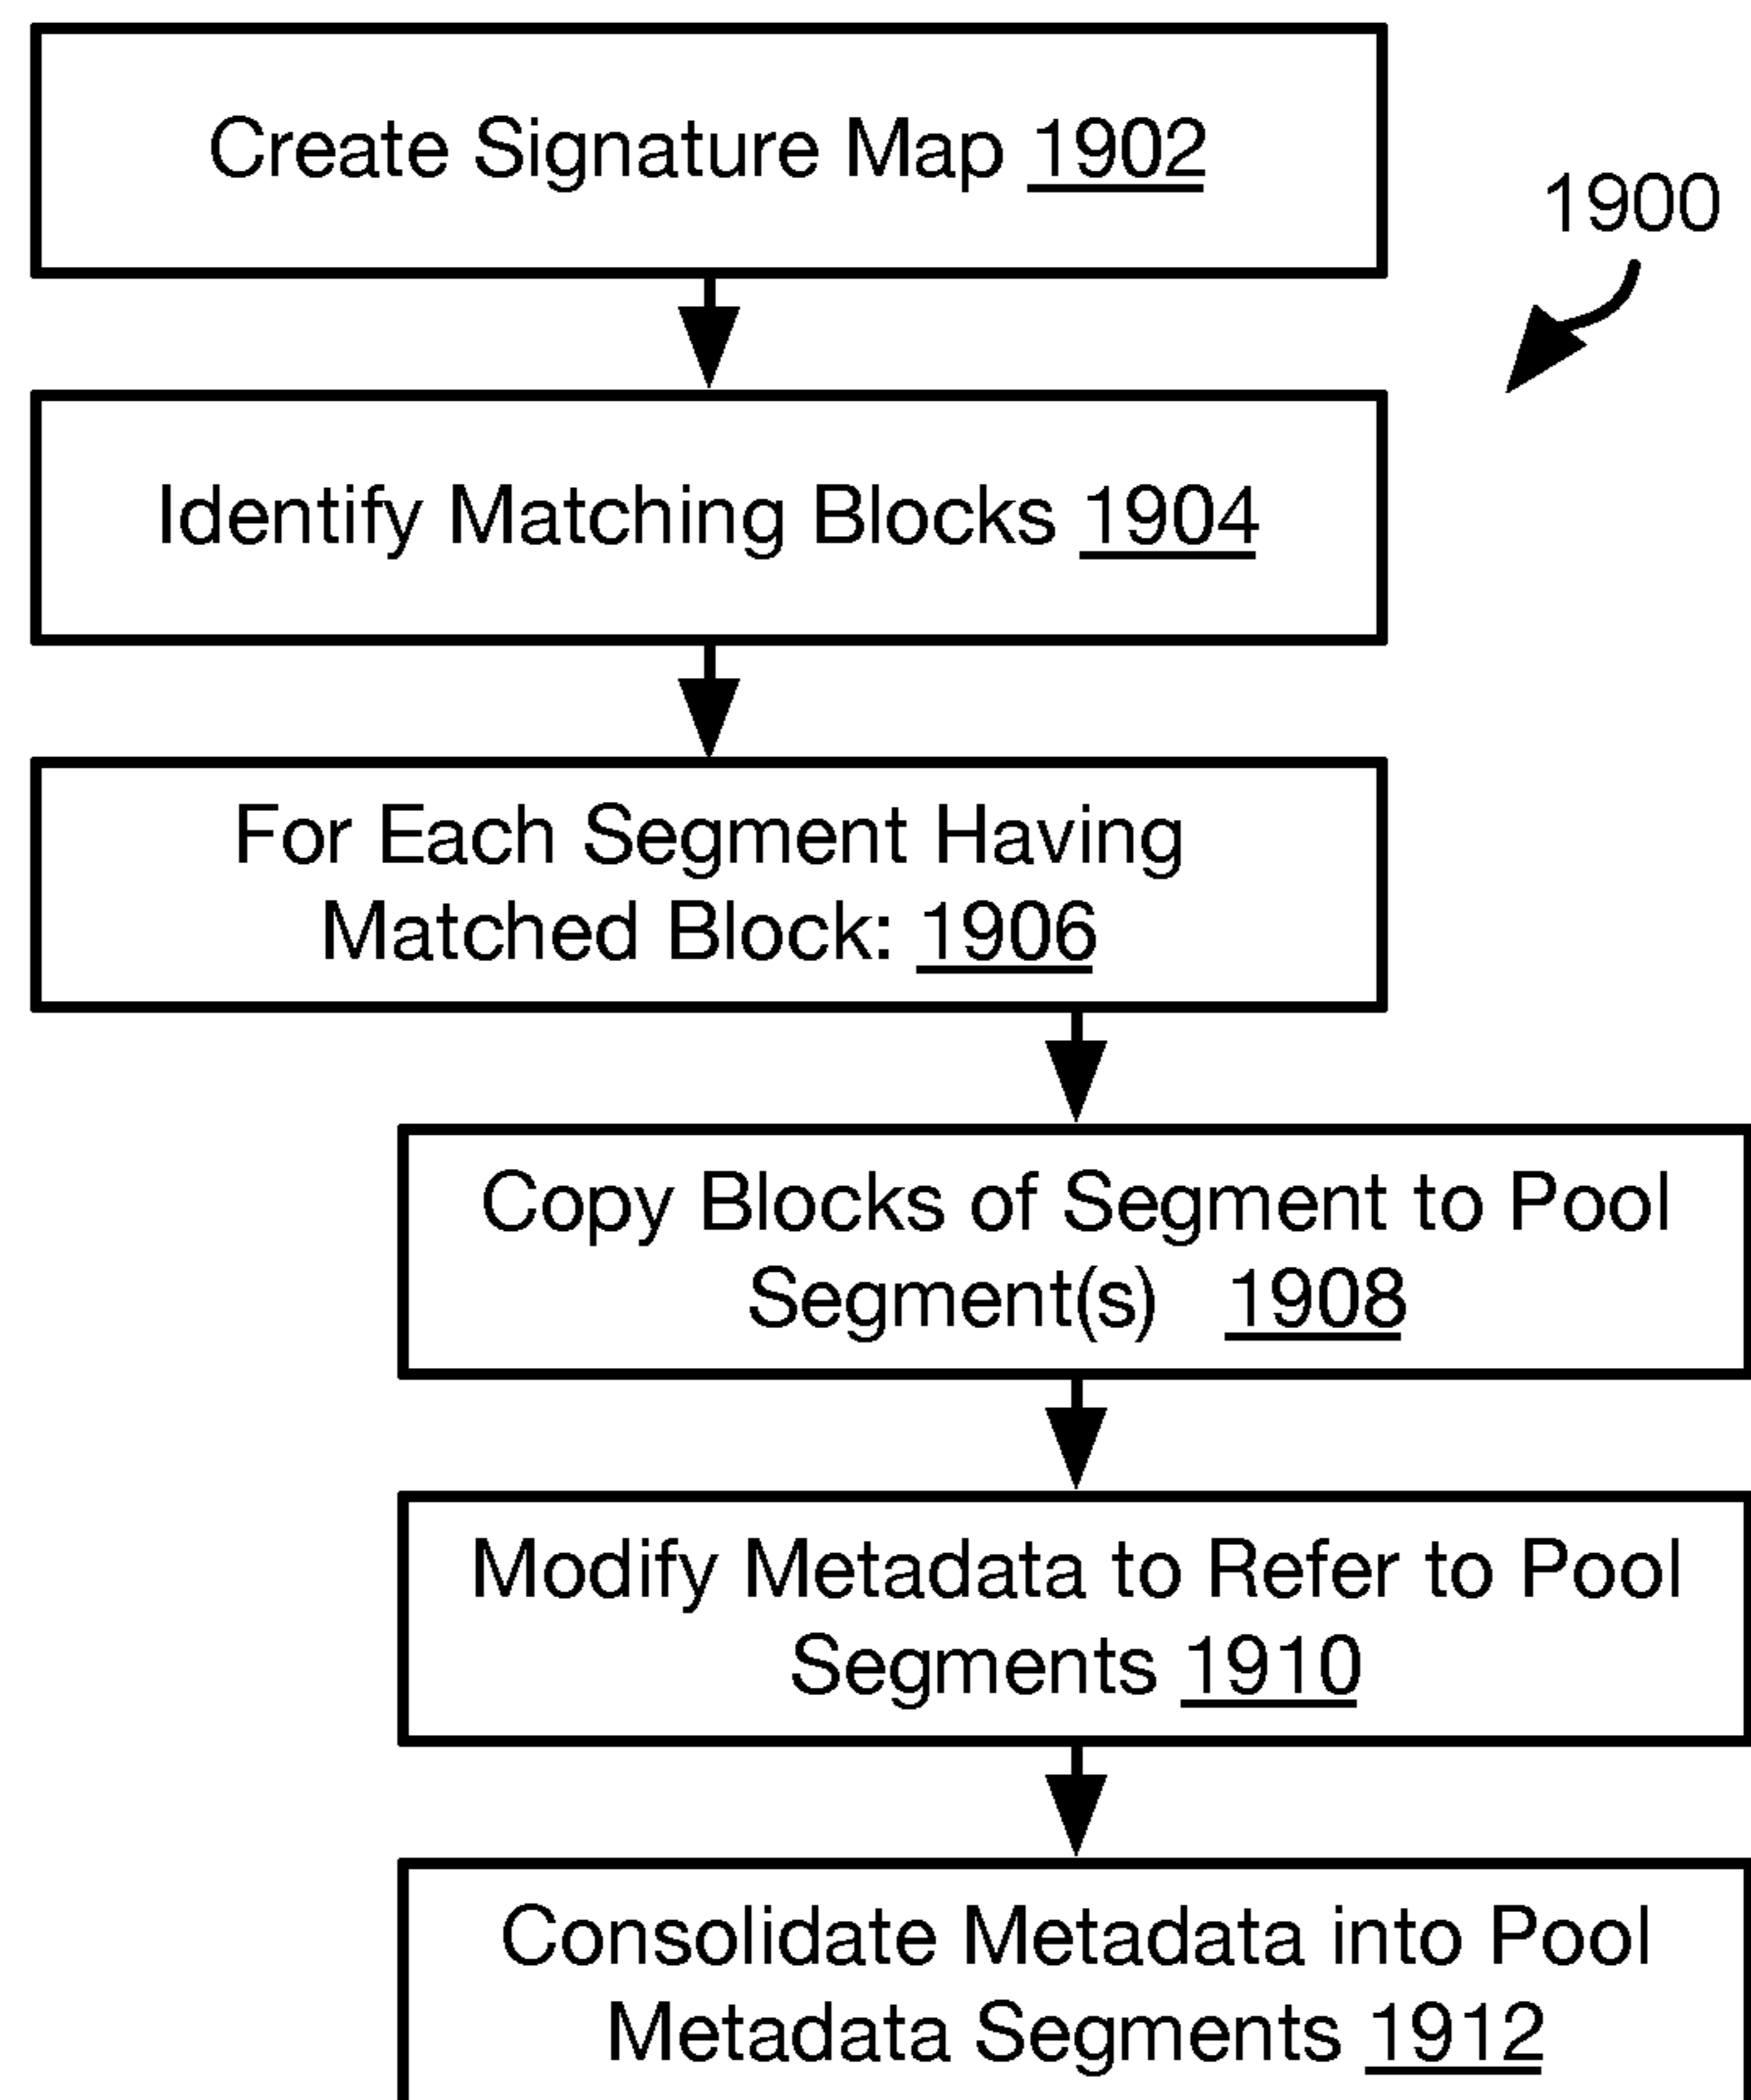 Create Signature Map 1902
1900
Identify Matching Blocks 1904
For Each Segment Having
Matched Block: 1906
Copy Blocks of Segment to Pool
Segment(s) 1908
Modify Metadata to Refer to Pool
Segments 1910
Consolidate Metadata into Pool
Metadata Segments 1912